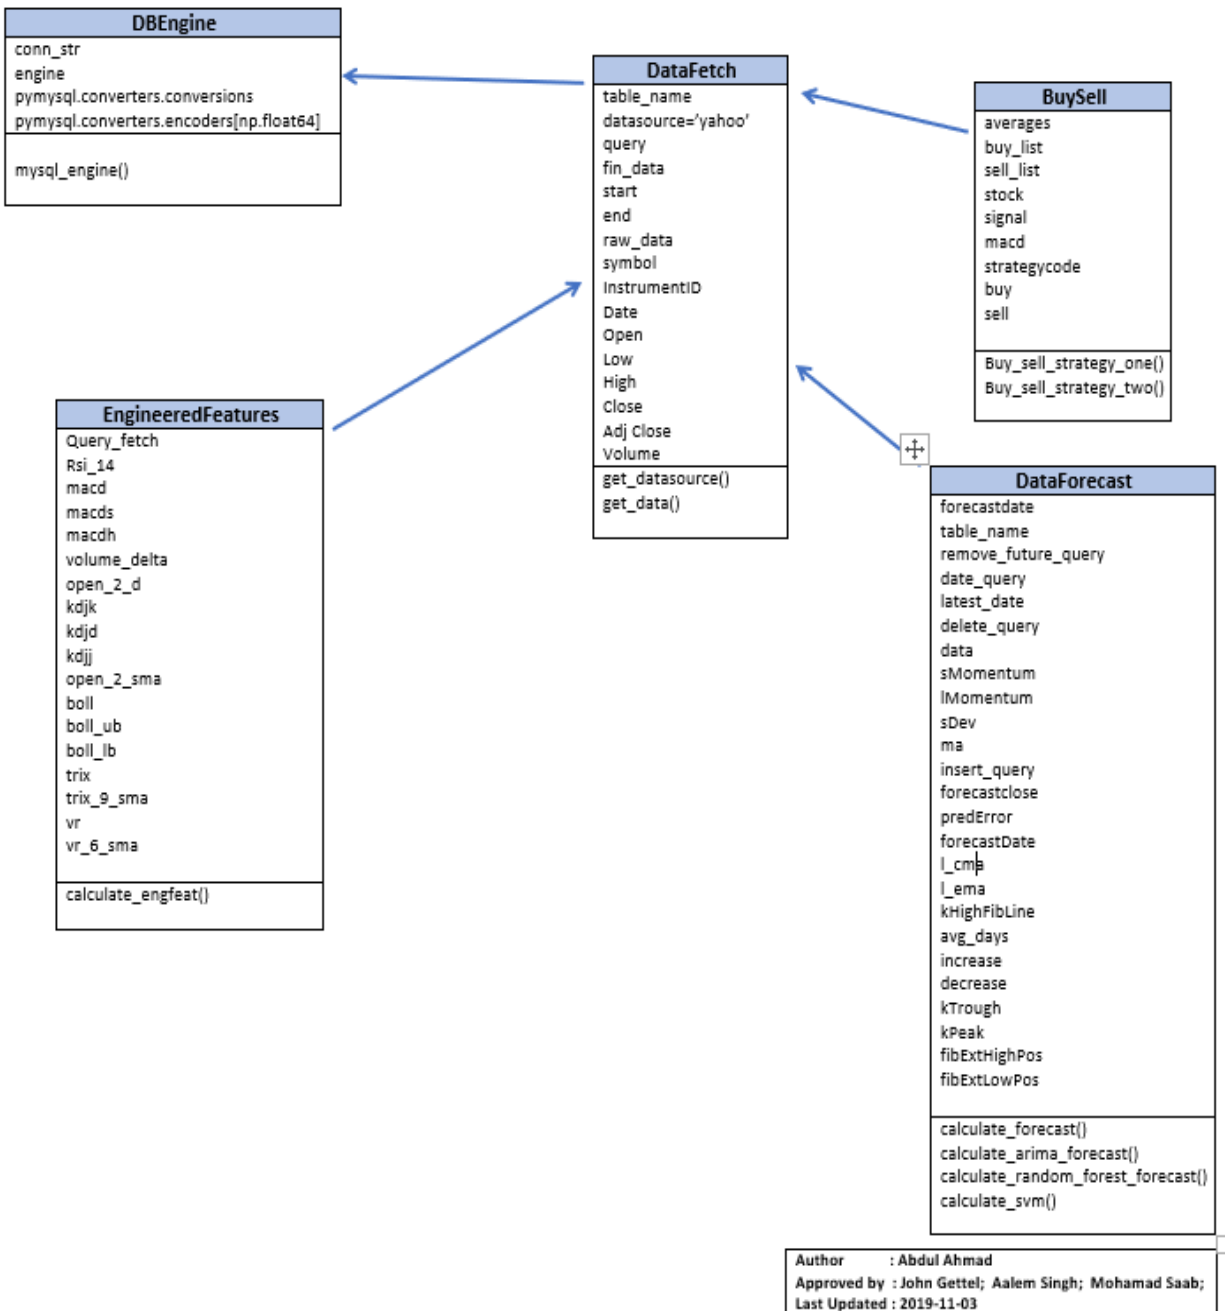 DBEngine
conn_str
engine
pymysql.converters.conversions
pymysql.converters.encoders[np.float64]
mysql_engine()
DataFetch
table_name
datasource='yahoo'
query
fin_data
start
end
raw_data
symbol
InstrumentID
Date
Open
Low
High
Close
Adj Close
Volume
get_datasource()
get_data()
BuySell
averages
buy_list
sell_list
stock
signal
macd
strategycode
buy
sell
Buy_sell_strategy_one()
Buy_sell_strategy_two()
EngineeredFeatures
Query_fetch
Rsi_14
macd
macds
macdh
volume_delta
open_2_d
kdjk
kdjd
kdjj
open_2_sma
boll
boll_ub
boll_lb
trix
trix_9_sma
vr
vr_6_sma
calculate_engfeat()
DataForecast
forecastdate
table_name
remove_future_query
date_query
latest_date
delete_query
data
sMomentum
lMomentum
sDev
ma
insert_query
forecastclose
predError
forecastDate
l_cma
l_ema
kHighFibLine
avg_days
increase
decrease
kTrough
kPeak
fibExtHighPos
fibExtLowPos
calculate_forecast()
calculate_arima_forecast()
calculate_random_forest_forecast()
calculate_svm()
Author : Abdul Ahmad
Approved by : John Gettel; Aalem Singh; Mohamad Saab;
Last Updated : 2019-11-03